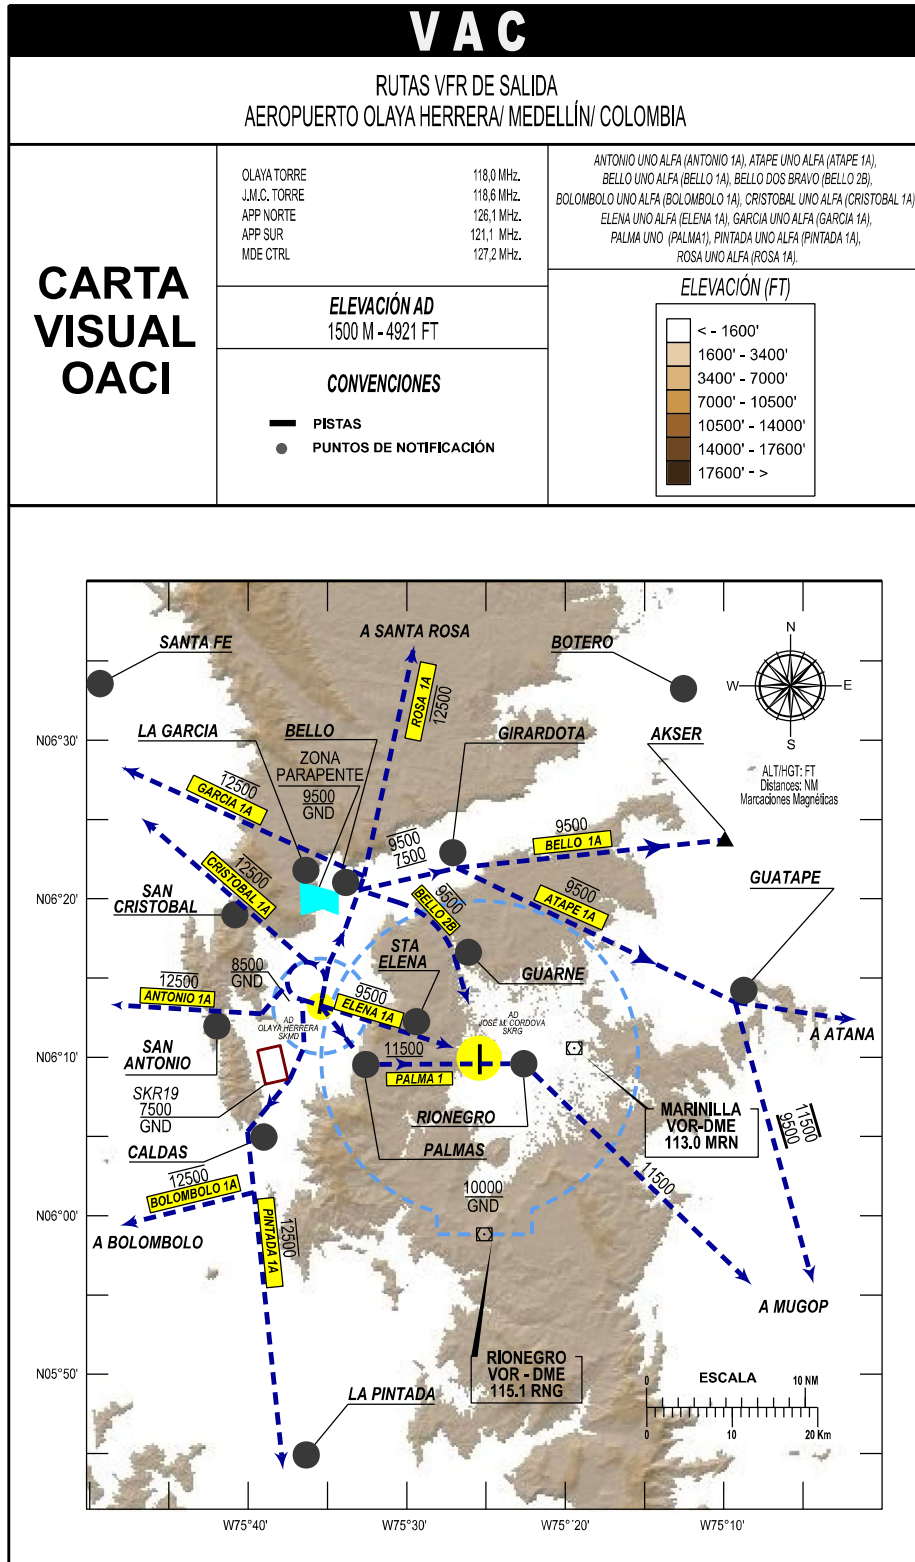 VAC
RUTAS VFR DE SALIDA
AEROPUERTO OLAYA HERRERA/ MEDELLÍN/ COLOMBIA
CARTA
VISUAL
OACI
OLAYA TORRE 118,0 MHz.
J.M.C. TORRE 118,6 MHz.
APP NORTE 126,1 MHz.
APP SUR 121,1 MHz.
MDE CTRL 127,2 MHz.
ELEVACIÓN AD
1500 M - 4921 FT
CONVENCIONES
PISTAS
PUNTOS DE NOTIFICACIÓN
ANTONIO UNO ALFA (ANTONIO 1A), ATAPE UNO ALFA (ATAPE 1A),
BELLO UNO ALFA (BELLO 1A), BELLO DOS BRAVO (BELLO 2B),
BOLOMBOLO UNO ALFA (BOLOMBOLO 1A), CRISTOBAL UNO ALFA (CRISTOBAL 1A)
ELENA UNO ALFA (ELENA 1A), GARCIA UNO ALFA (GARCIA 1A),
PALMA UNO (PALMA1), PINTADA UNO ALFA (PINTADA 1A),
ROSA UNO ALFA (ROSA 1A).
ELEVACIÓN (FT)
< - 1600'
1600' - 3400'
3400' - 7000'
7000' - 10500'
10500' - 14000'
14000' - 17600'
17600' - >
SANTA FE
A SANTA ROSA
BOTERO
N
W E
S
ROSA 1A
12500
LA GARCIA
BELLO
GIRARDOTA
AKSER
N06°30'
ZONA
PARAPENTE
9500
GND
ALT/HGT: FT
Distances: NM
Marcaciones Magnéticas
12500
GARCIA 1A
9500
7500
9500
BELLO 1A
12500
CRISTOBAL 1A
SAN
CRISTOBAL
N06°20'
9500
BELLO 2B
9500
ATAPE 1A
GUATAPE
STA
ELENA
GUARNE
8500
GND
12500
ANTONIO 1A
9500
ELENA 1A
AD
OLAYA HERRERA
SKMD
AD
JOSÉ M. CORDOVA
SKRG
A ATANA
N06°10'
SAN
ANTONIO
11500
PALMA 1
SKR19
7500
GND
RIONEGRO
PALMAS
MARINILLA
VOR-DME
113.0 MRN
11500
9500
CALDAS
12500
BOLOMBOLO 1A
10000
GND
11500
N06°00'
A BOLOMBOLO
PINTADA 1A
12500
A MUGOP
N05°50'
RIONEGRO
VOR - DME
115.1 RNG
LA PINTADA
ESCALA
0 10 NM
0 10 20 Km
W75°40' W75°30' W75°20' W75°10'